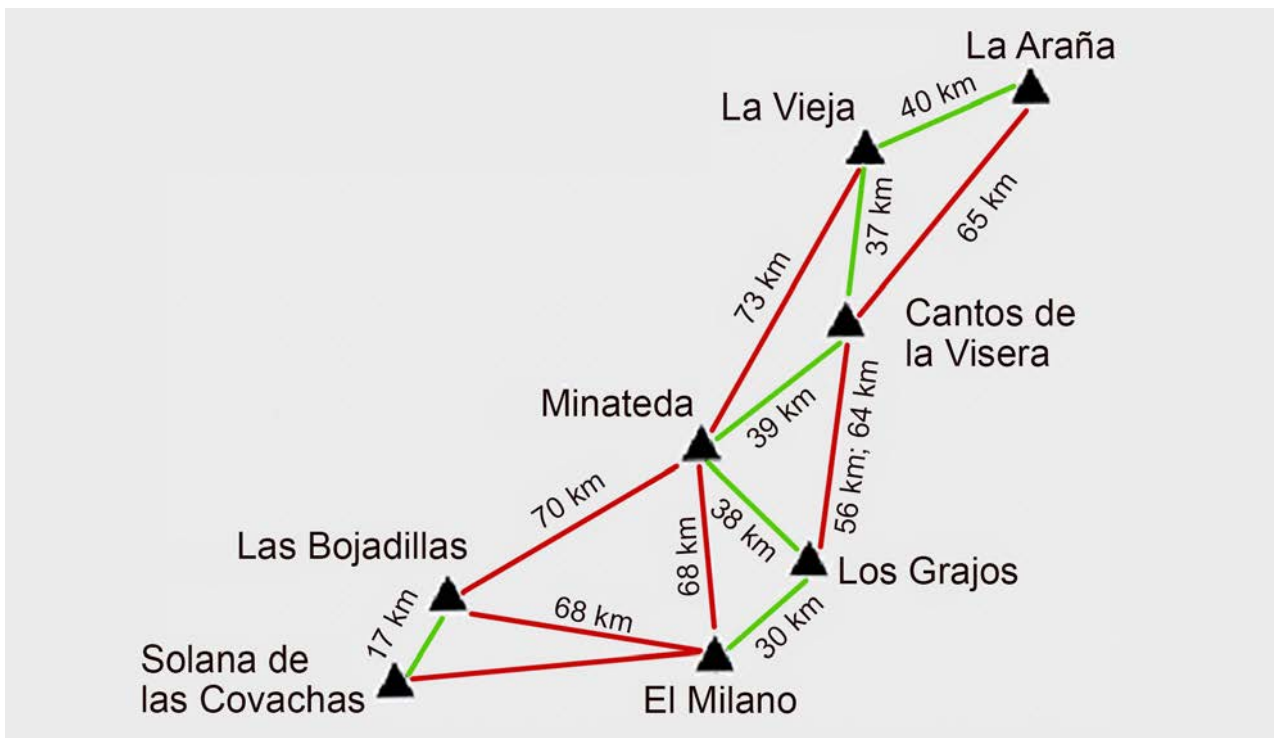 La Araña
40 km
La Vieja
37 km
65 km
73 km
Cantos de
la Visera
Minateda
39 km
56 km; 64 km
70 km
38 km
68 km
Las Bojadillas
Los Grajos
17 km
68 km
30 km
Solana de
las Covachas
El Milano